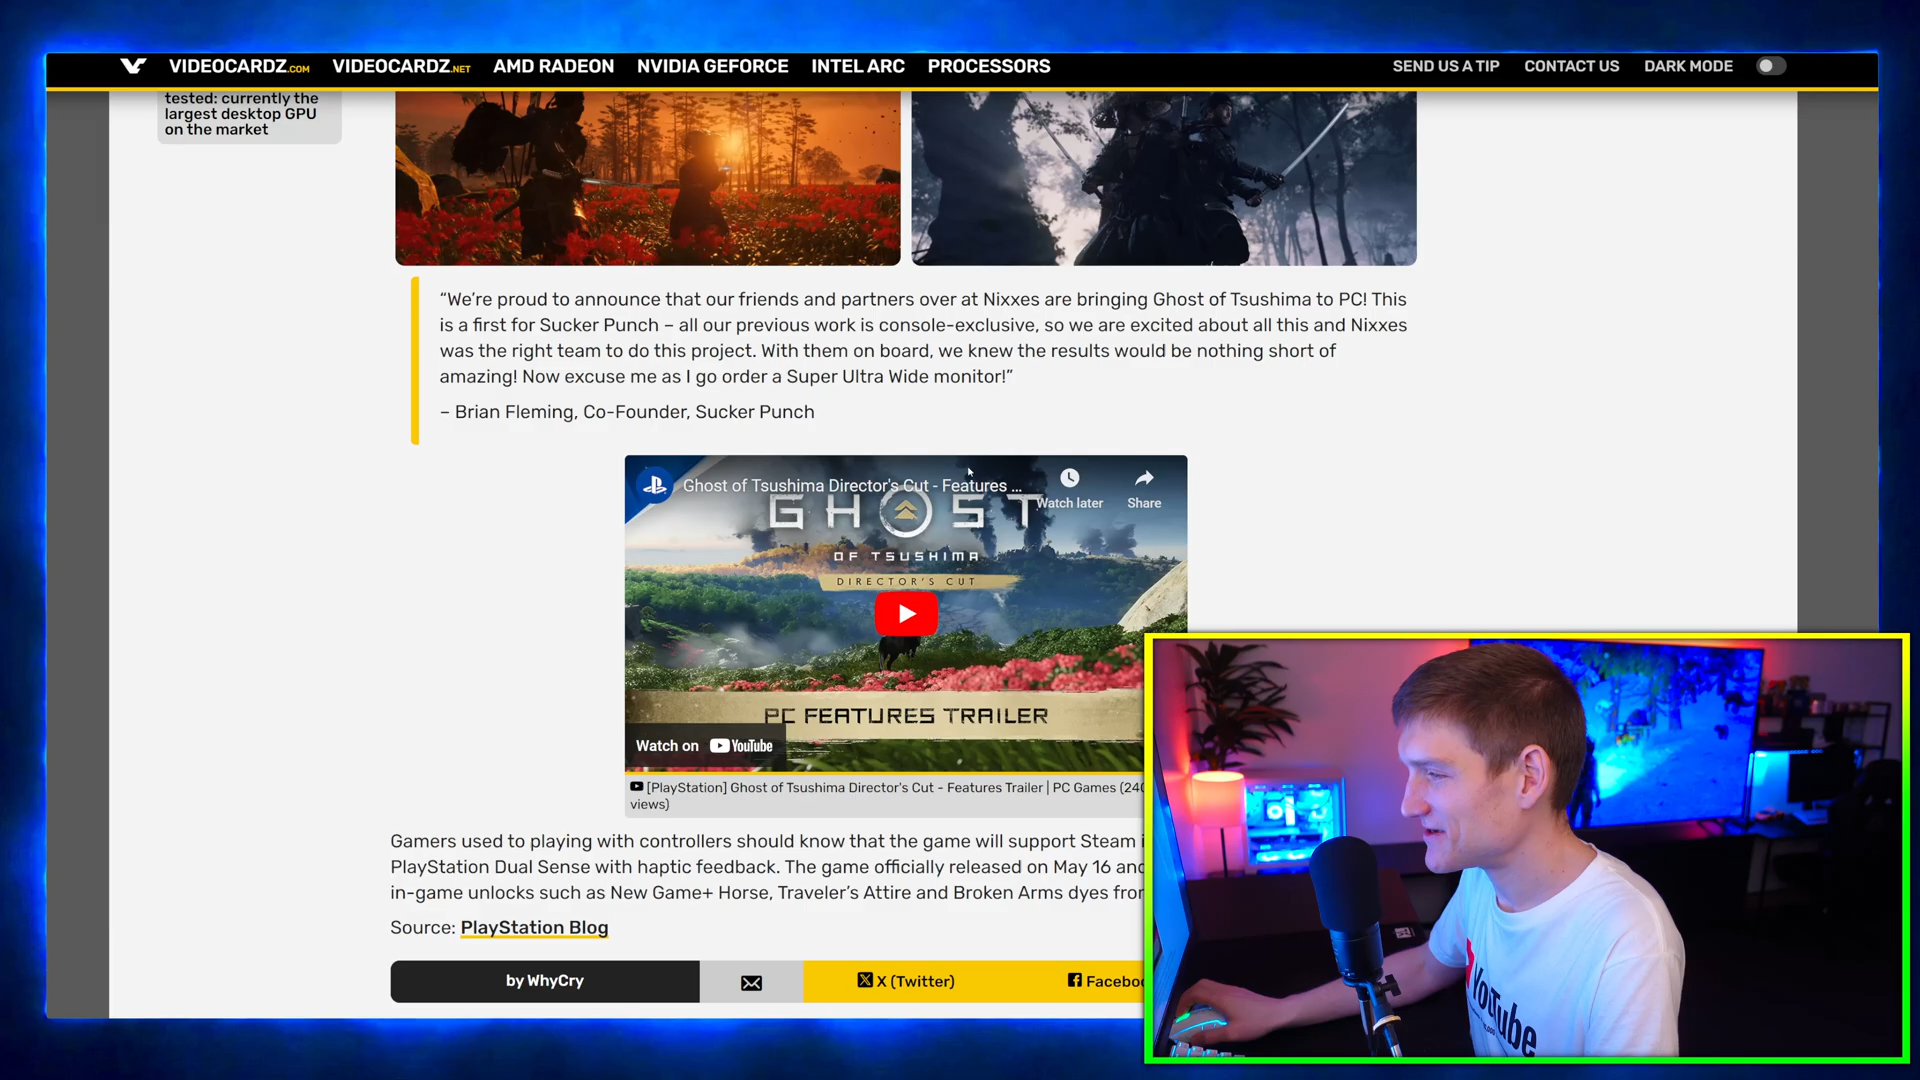 VIDEOCARDZ.COM VIDEOCARDZ.NET AMD RADEON NVIDIA GEFORCE INTEL ARC PROCESSORS SEND US A TIP CONTACT US DARK MODE
tested: currently the
largest desktop GPU
on the market
“We’re proud to announce that our friends and partners over at Nixxes are bringing Ghost of Tsushima to PC! This
is a first for Sucker Punch – all our previous work is console-exclusive, so we are excited about all this and Nixxes
was the right team to do this project. With them on board, we knew the results would be nothing short of
amazing! Now excuse me as I go order a Super Ultra Wide monitor!”
– Brian Fleming, Co-Founder, Sucker Punch
Ghost of Tsushima Director's Cut - Features ...
Watch later Share
GHOST
OF TSUSHIMA
DIRECTOR'S CUT
PC FEATURES TRAILER
Watch on YouTube
[PlayStation] Ghost of Tsushima Director's Cut - Features Trailer | PC Games (240
views)
Gamers used to playing with controllers should know that the game will support Steam
PlayStation Dual Sense with haptic feedback. The game officially released on May 16 and
in-game unlocks such as New Game+ Horse, Traveler’s Attire and Broken Arms dyes
Source: PlayStation Blog
by WhyCry X (Twitter)
YouTube